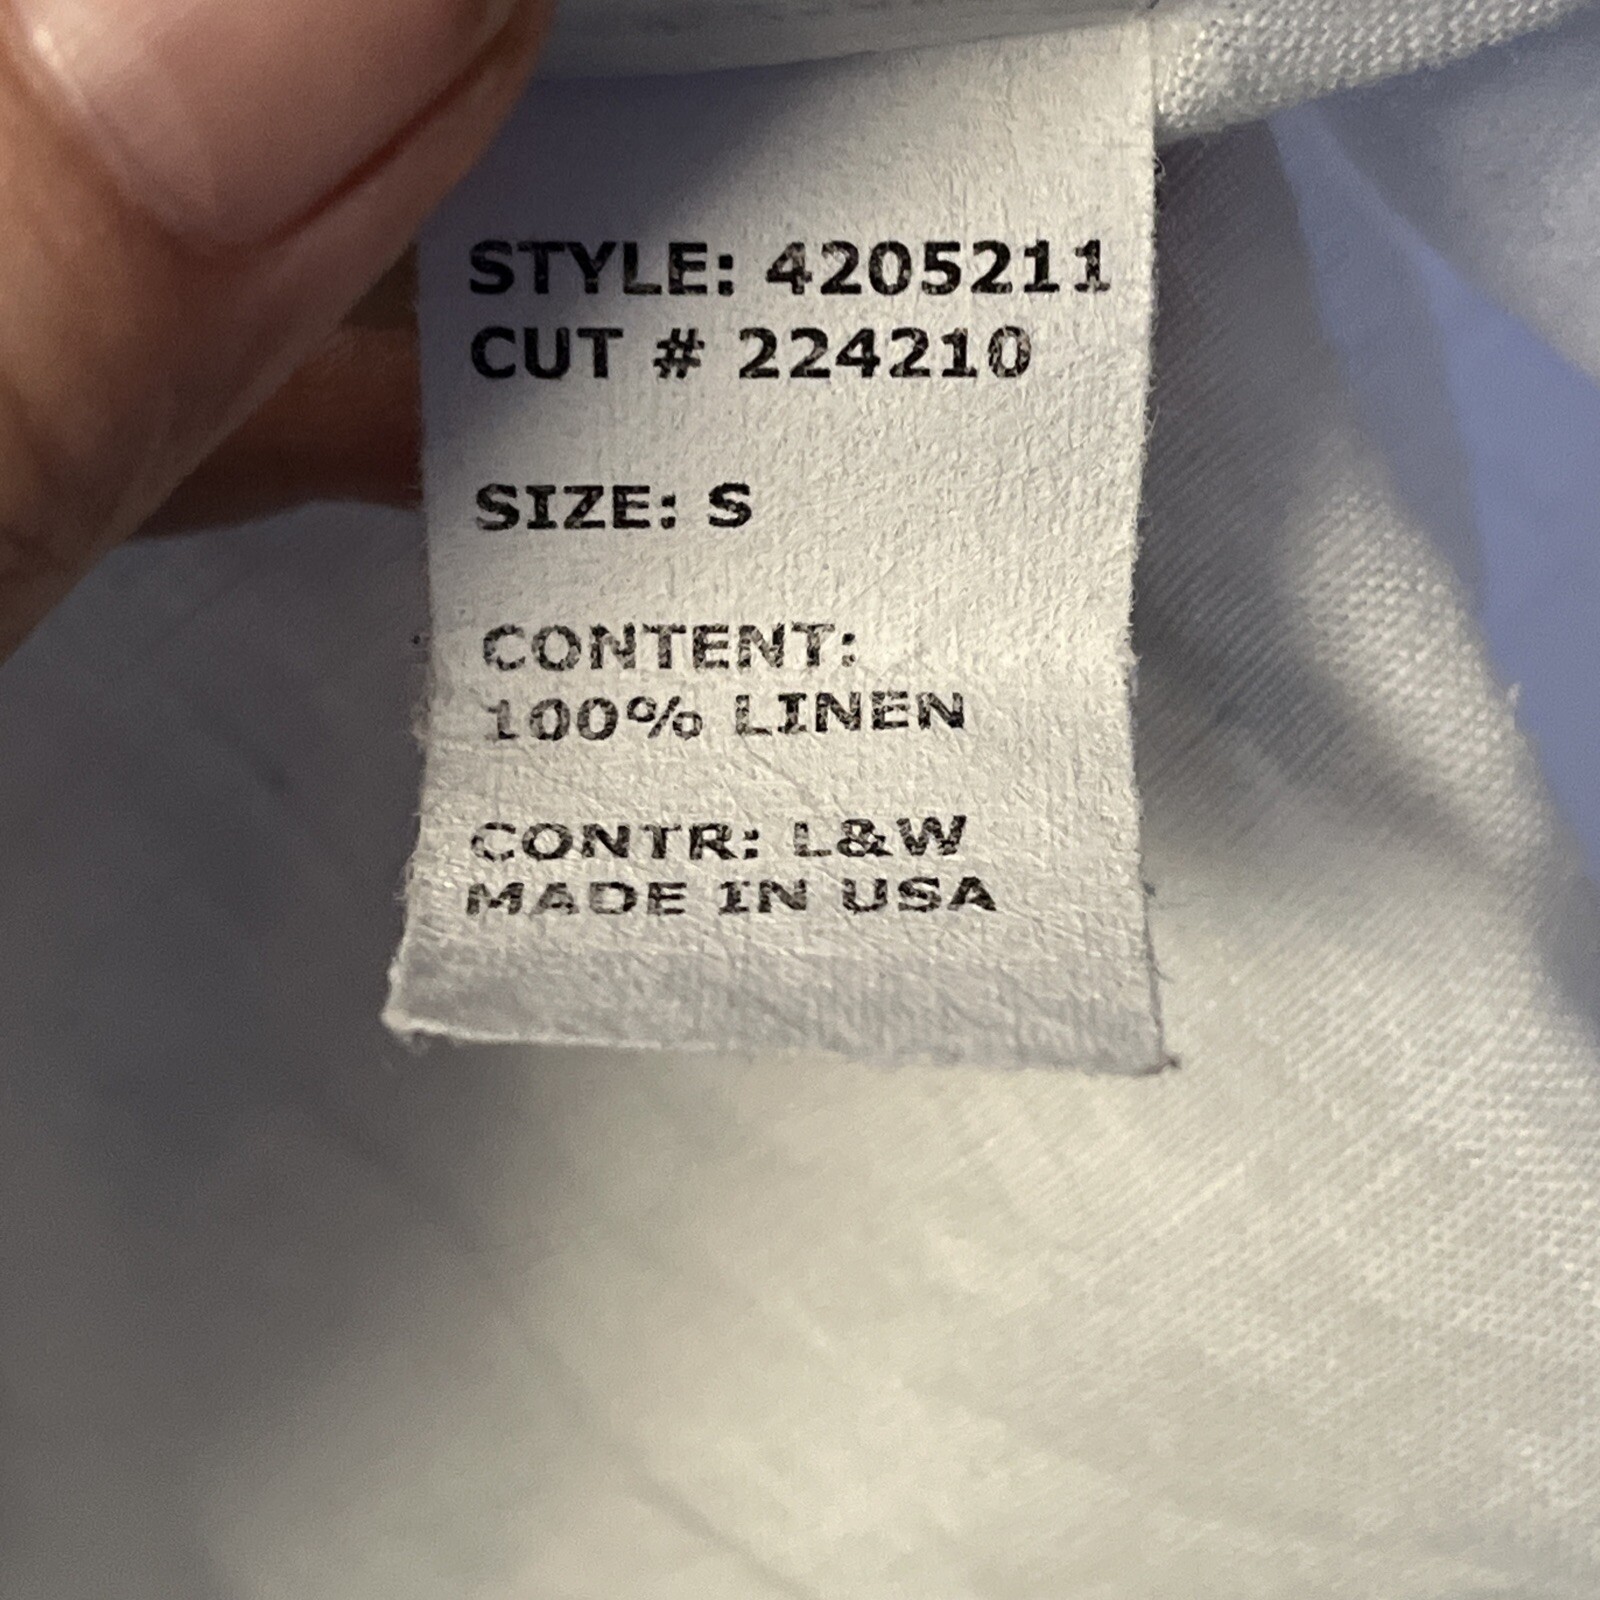 STYLE: 4205211
CUT # 224210
SIZE: S
CONTENT:
100% LINEN
CONTR: L&W
MADE IN USA